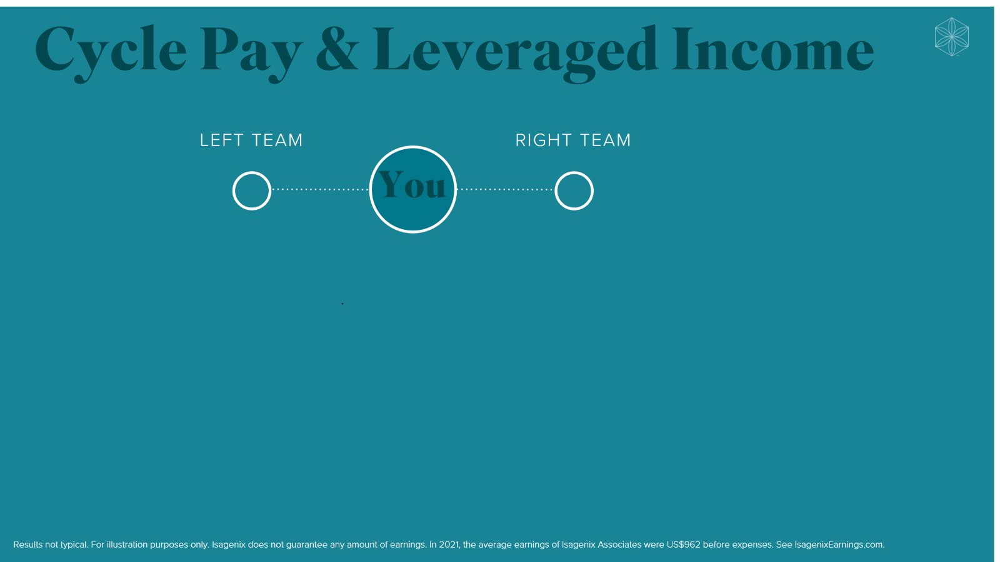 Cycle Pay & Leveraged Income
LEFT TEAM
RIGHT TEAM
You
Results not typical. For illustration purposes only. Isagenix does not guarantee any amount of earnings. In 2021, the average earnings of Isagenix Associates were US$962 before expenses. See IsagenixEarnings.com.